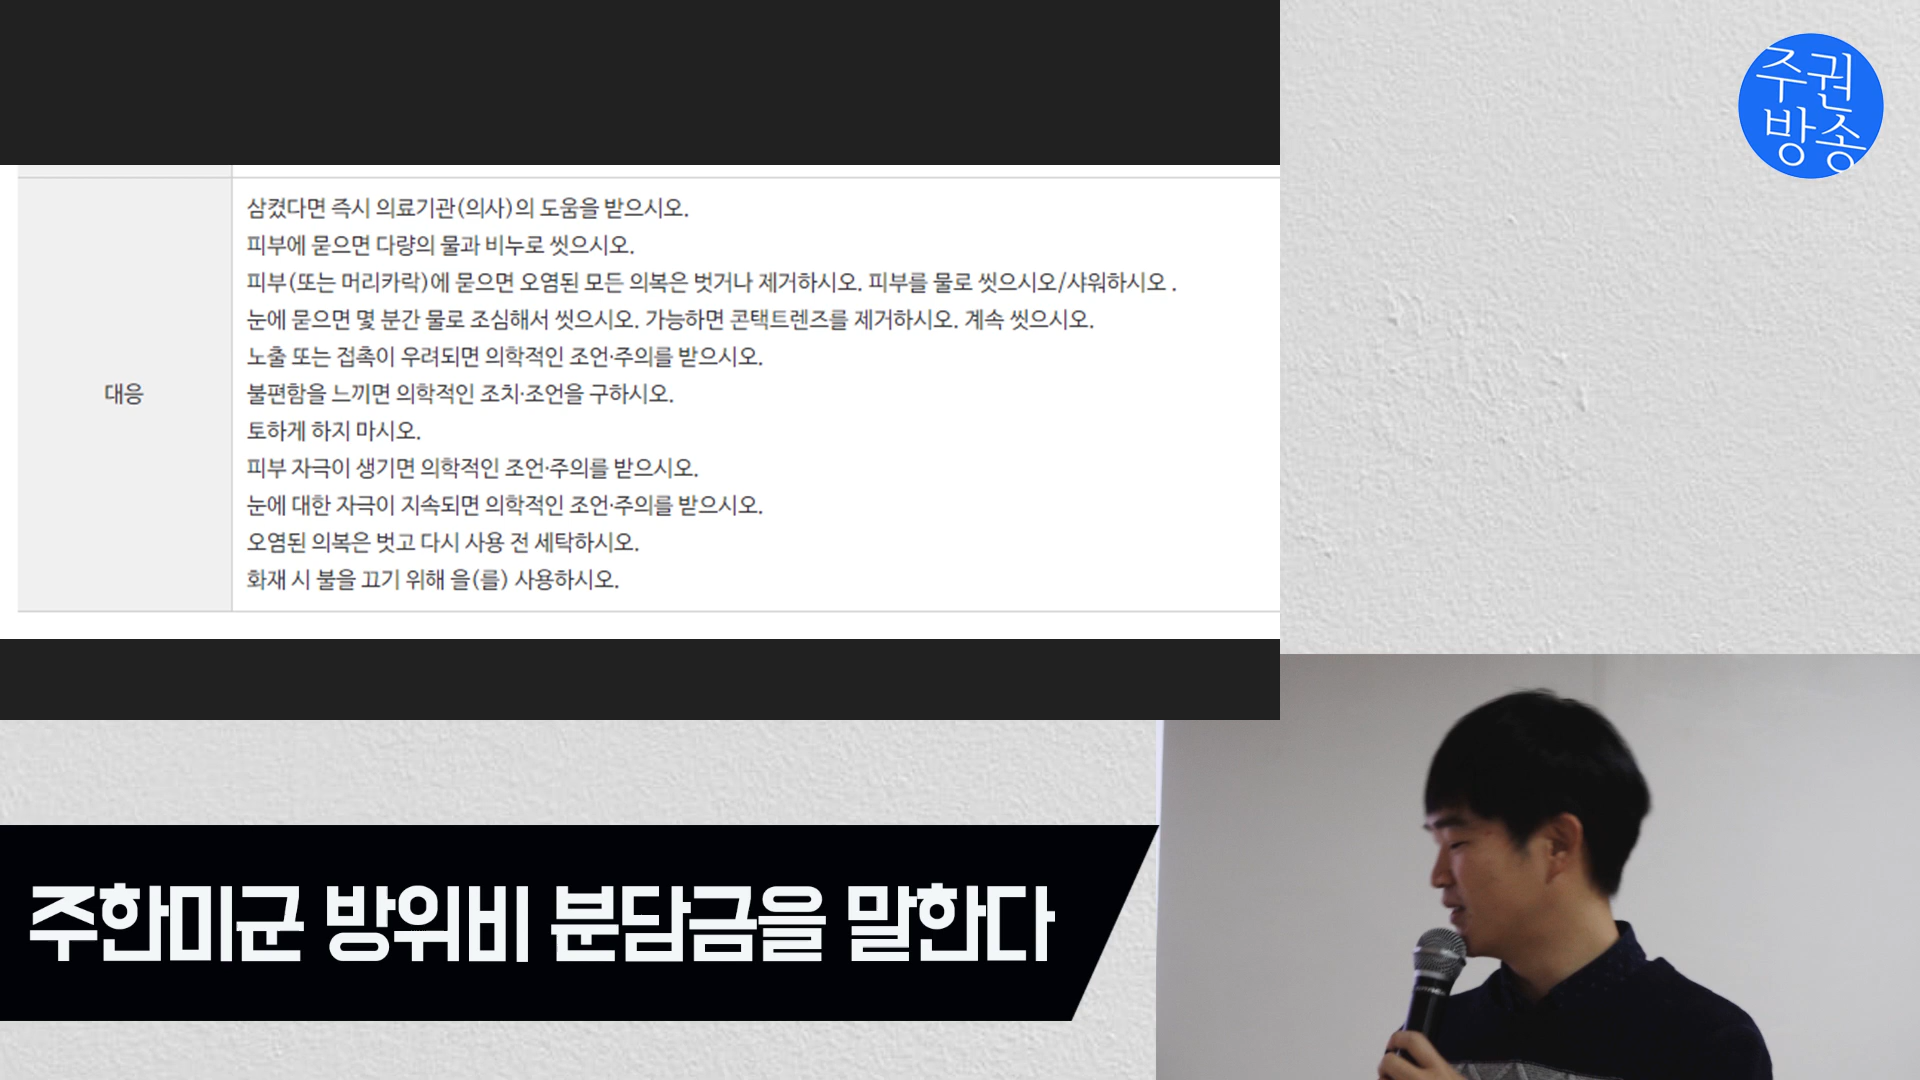 주권
방송
대응
삼켰다면 즉시 의료기관(의사)의 도움을 받으시오.
피부에 묻으면 다량의 물과 비누로 씻으시오.
피부(또는 머리카락)에 묻으면 오염된 모든 의복은 벗거나 제거하시오. 피부를 물로 씻으시오/샤워하시오 .
눈에 묻으면 몇 분간 물로 조심해서 씻으시오. 가능하면 콘택트렌즈를 제거하시오. 계속 씻으시오.
노출 또는 접촉이 우려되면 의학적인 조언·주의를 받으시오.
불편함을 느끼면 의학적인 조치·조언을 구하시오.
토하게 하지 마시오.
피부 자극이 생기면 의학적인 조언·주의를 받으시오.
눈에 대한 자극이 지속되면 의학적인 조언·주의를 받으시오.
오염된 의복은 벗고 다시 사용 전 세탁하시오.
화재 시 불을 끄기 위해 을(를) 사용하시오.
주한미군 방위비 분담금을 말한다